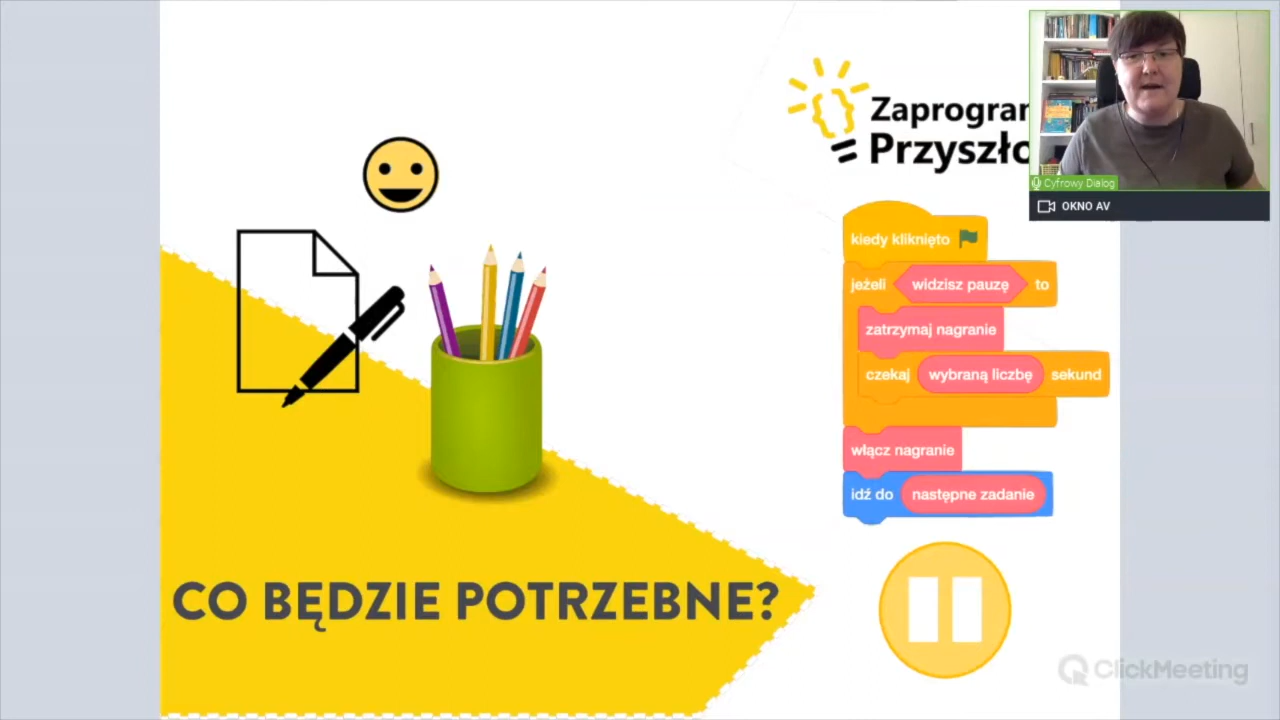 Zaprogram
Przyszło
Cyfrowy Dialog
OKNO AV
kiedy kliknięto
jeżeli widzisz pauzę to
zatrzymaj nagranie
czekaj wybraną liczbę sekund
włącz nagranie
idź do następne zadanie
CO BĘDZIE POTRZEBNE?
ClickMeeting